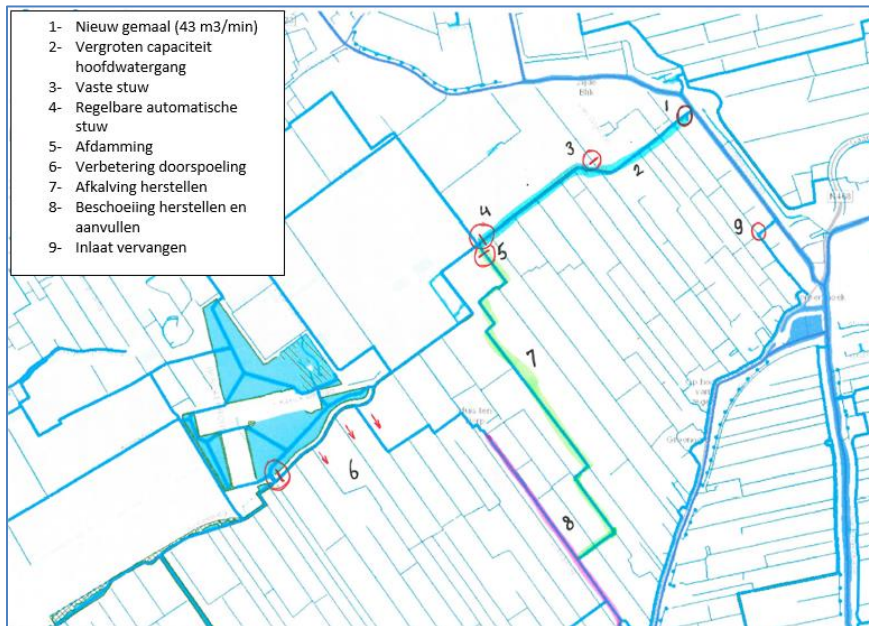 1- Nieuw gemaal (43 m3/min)
2- Vergroten capaciteit
hoofdwatergang
3- Vaste stuw
4- Regelbare automatische
stuw
5- Afdamming
6- Verbetering doorspoeling
7- Afkalving herstellen
8- Beschoeiing herstellen en
aanvullen
9- Inlaat vervangen
1
3
2
4
9
5
7
6
8